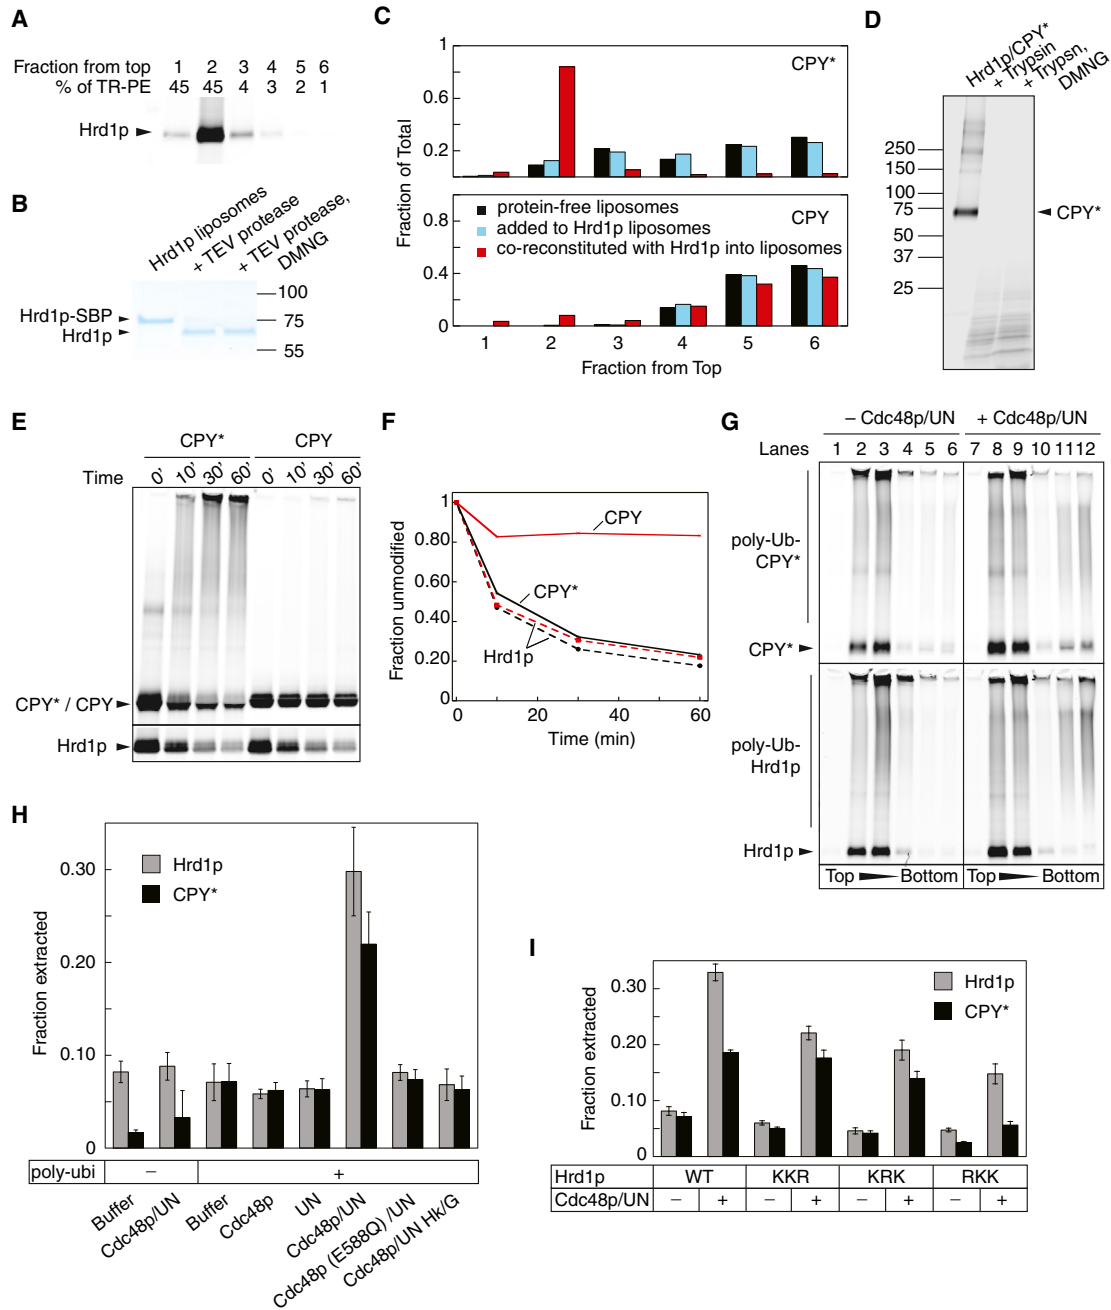 A
Fraction from top 1 2 3 4 5 6
% of TR-PE 45 45 4 3 2 1
Hrd1p
B
Hrd1p liposomes
+ TEV protease
+ TEV protease, DMNG
100
Hrd1p-SBP
75
Hrd1p
55
C
Fraction of Total
1
0.6
0.2
CPY*
0.8
0.4
0
CPY
protein-free liposomes
added to Hrd1p liposomes
co-reconstituted with Hrd1p into liposomes
1 2 3 4 5 6
Fraction from Top
D
Hrd1p/CPY*
+ Trypsin
+ Trypsn, DMNG
250
150
100
75
50
37
25
CPY*
E
CPY* CPY
Time 0' 10' 30' 60' 0' 10' 30' 60'
CPY* / CPY
Hrd1p
F
Fraction unmodified
1
0.80
0.60
0.40
0.20
0
CPY
CPY*
Hrd1p
0 20 40 60
Time (min)
G
− Cdc48p/UN + Cdc48p/UN
Lanes 1 2 3 4 5 6 7 8 9 10 11 12
poly-Ub-
CPY*
CPY*
poly-Ub-
Hrd1p
Hrd1p
Top Bottom Top Bottom
H
Fraction extracted
0.30
0.20
0.10
0
Hrd1p
CPY*
poly-ubi − +
Buffer
Cdc48p/UN
Buffer
Cdc48p
UN
Cdc48p/UN
Cdc48p (E588Q) /UN
Cdc48p/UN Hk/G
I
Fraction extracted
0.30
0.20
0.10
0
Hrd1p
CPY*
Hrd1p WT KKR KRK RKK
Cdc48p/UN − + − + − + − +